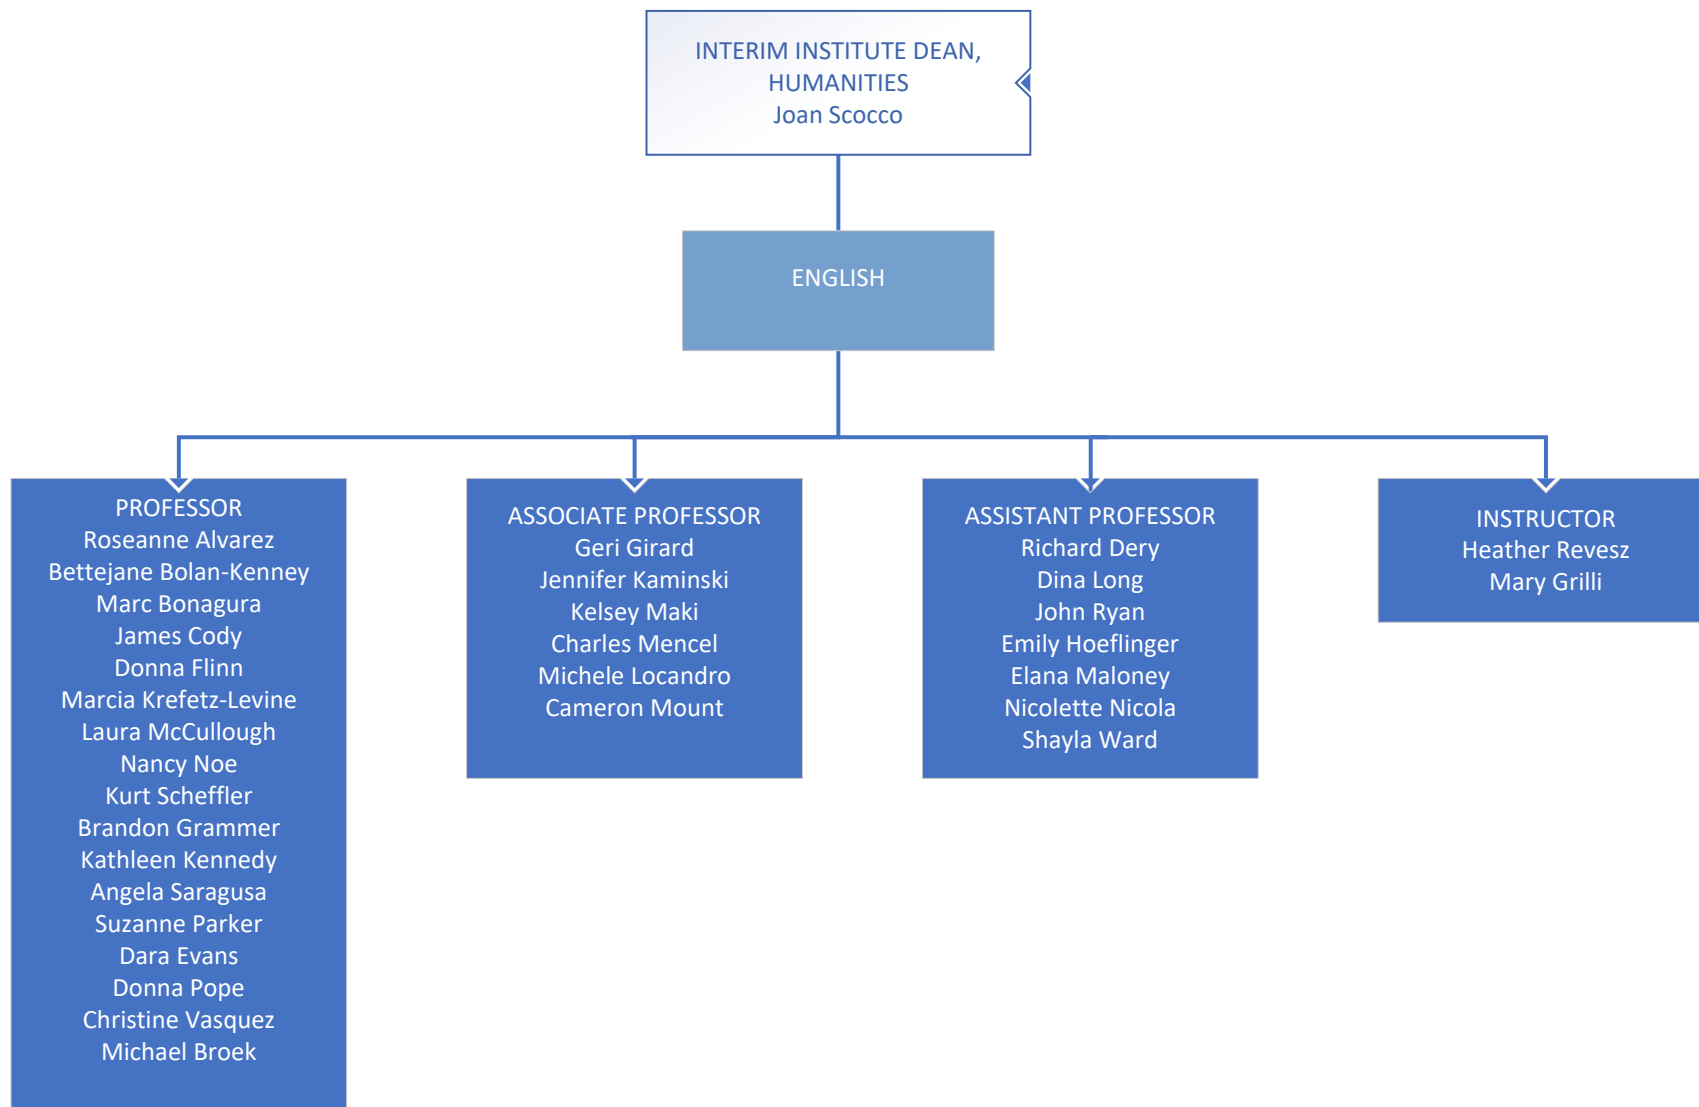 INTERIM INSTITUTE DEAN,
HUMANITIES
Joan Scocco
ENGLISH
PROFESSOR
Roseanne Alvarez
Bettejane Bolan-Kenney
Marc Bonagura
James Cody
Donna Flinn
Marcia Krefetz-Levine
Laura McCullough
Nancy Noe
Kurt Scheffler
Brandon Grammer
Kathleen Kennedy
Angela Saragusa
Suzanne Parker
Dara Evans
Donna Pope
Christine Vasquez
Michael Broek
ASSOCIATE PROFESSOR
Geri Girard
Jennifer Kaminski
Kelsey Maki
Charles Mencel
Michele Locandro
Cameron Mount
ASSISTANT PROFESSOR
Richard Dery
Dina Long
John Ryan
Emily Hoeflinger
Elana Maloney
Nicolette Nicola
Shayla Ward
INSTRUCTOR
Heather Revesz
Mary Grilli